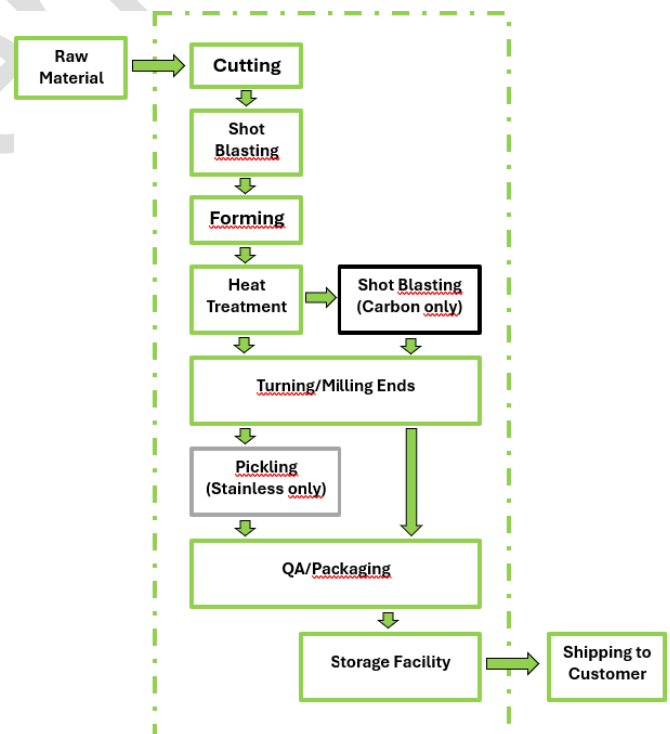 Raw
Material
Cutting
Shot
Blasting
Forming
Heat
Treatment
Shot Blasting
(Carbon only)
Turning/Milling Ends
Pickling
(Stainless only)
QA/Packaging
Storage Facility
Shipping to
Customer